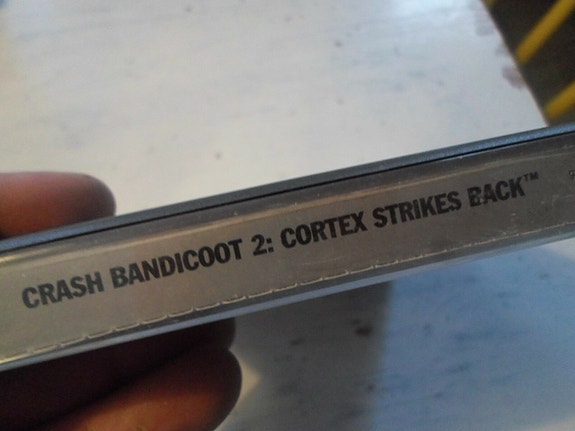 CRASH BANDICOOT 2: CORTEX STRIKES BACK™